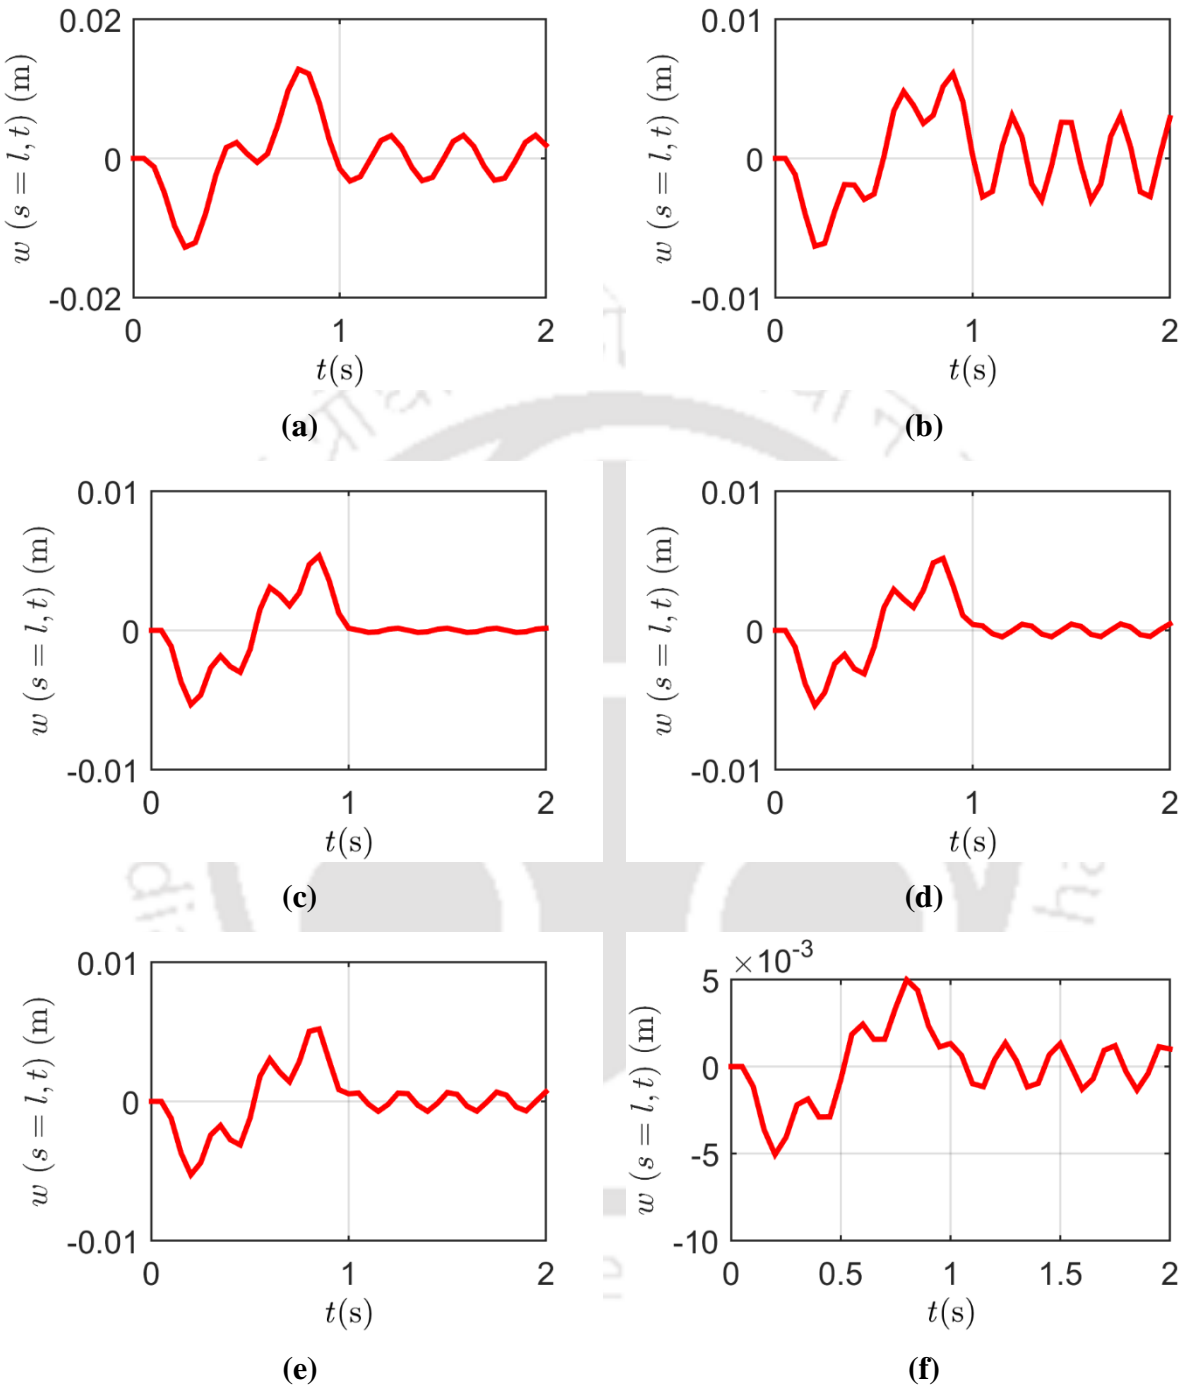 0.02
0
-0.02
w (s = l, t) (m)
0 1 2
t(s)
(a)
0.01
0
-0.01
w (s = l, t) (m)
0 1 2
t(s)
(b)
0.01
0
-0.01
w (s = l, t) (m)
0 1 2
t(s)
(c)
0.01
0
-0.01
w (s = l, t) (m)
0 1 2
t(s)
(d)
0.01
0
-0.01
w (s = l, t) (m)
0 1 2
t(s)
(e)
×10⁻³
5
0
-5
-10
w (s = l, t) (m)
0 0.5 1 1.5 2
t(s)
(f)